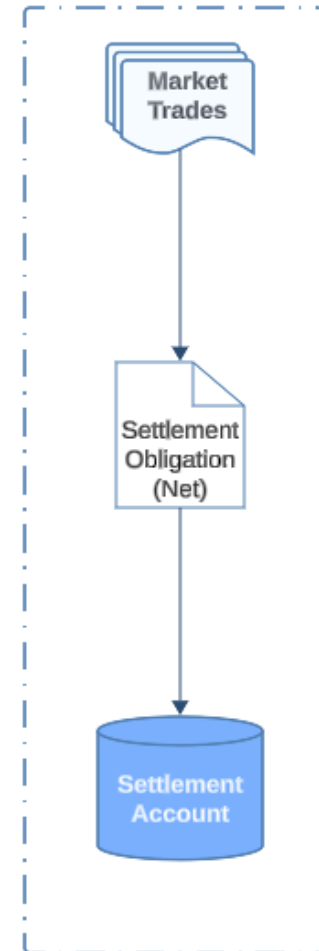 Market
Trades
Settlement
Obligation
(Net)
Settlement
Account